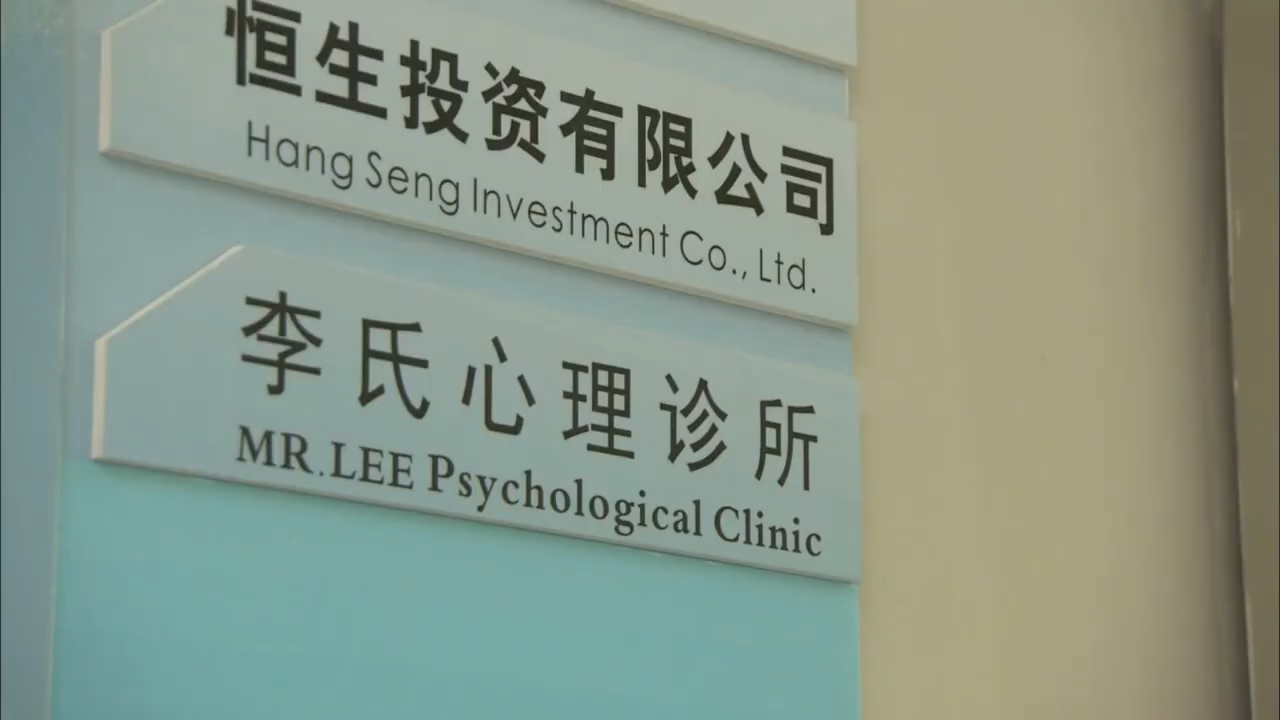 恒生投资有限公司
Hang Seng Investment Co., Ltd.
李氏心理诊所
MR.LEE Psychological Clinic